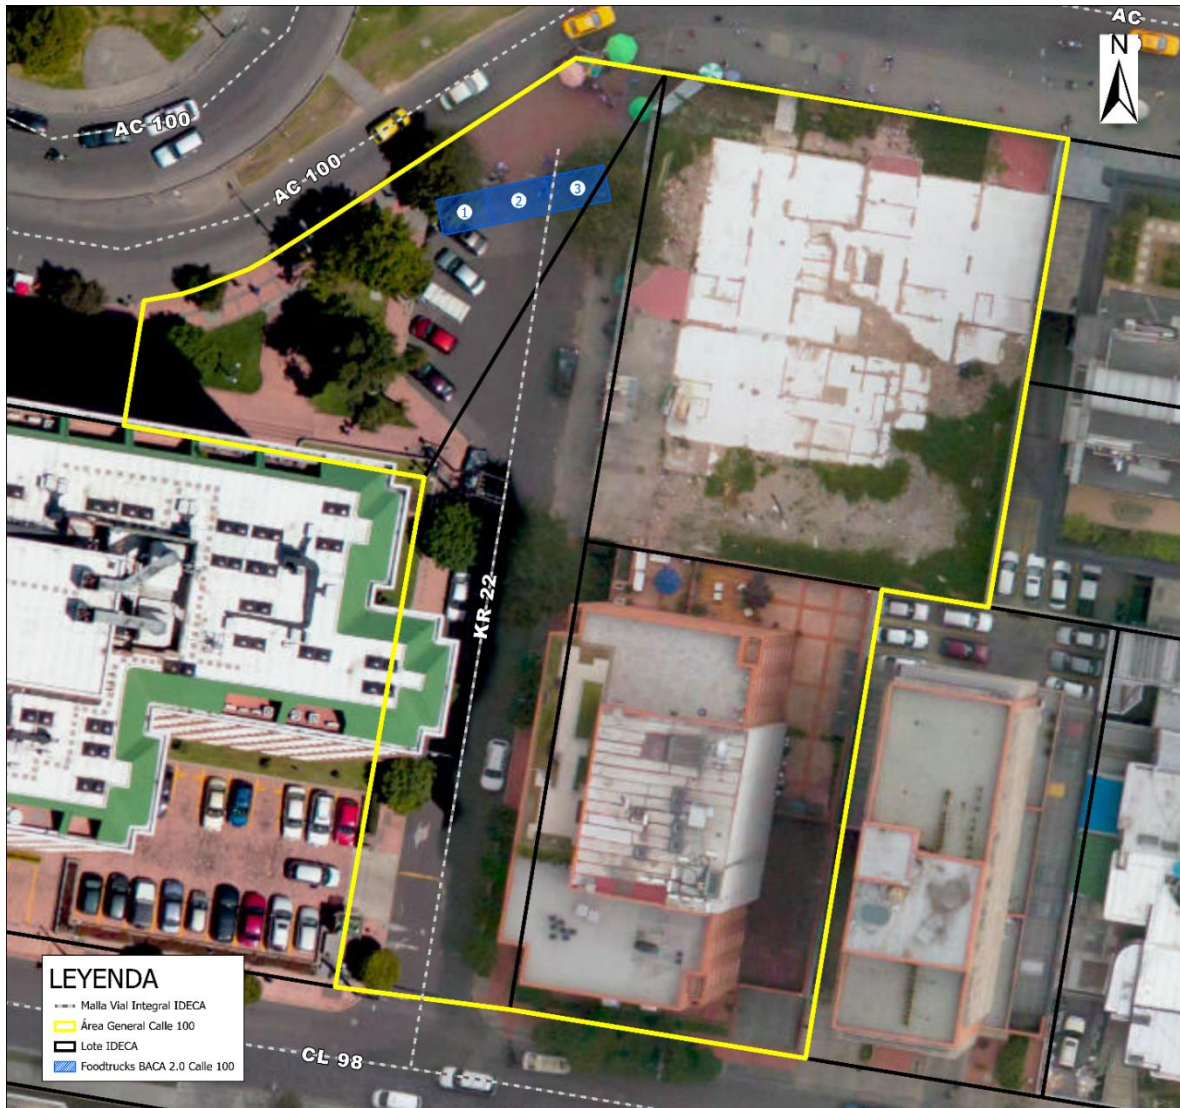 AC
N
AC 100
AC 100
1
2
3
KR 22
LEYENDA
Malla Vial Integral IDECA
Área General Calle 100
Lote IDECA
Foodtrucks BACA 2.0 Calle 100
CL 98